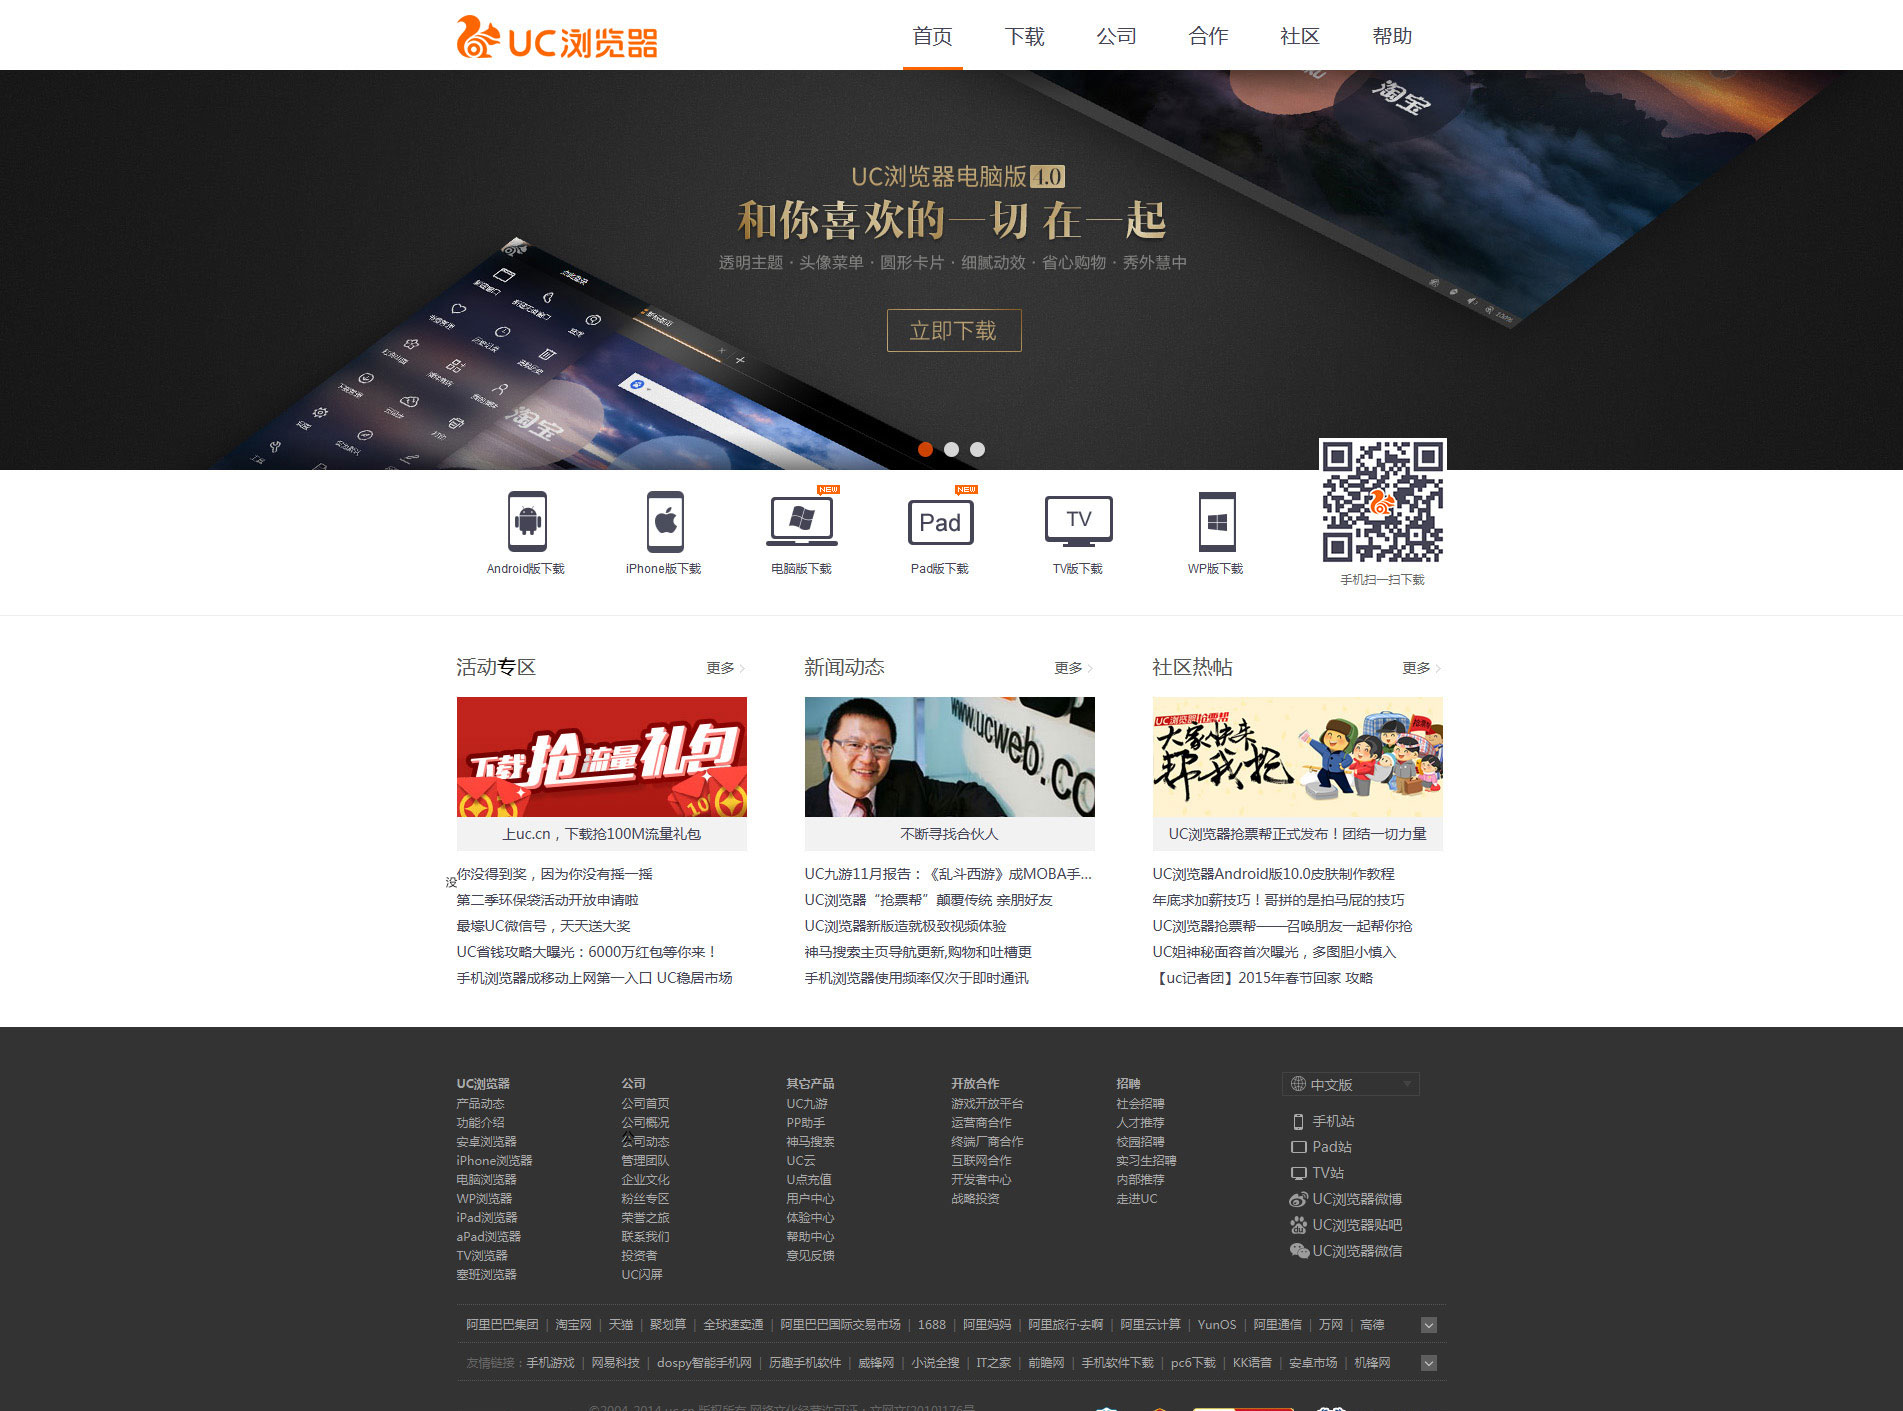 UC浏览器
首页 下载 公司 合作 社区 帮助
淘宝
UC浏览器电脑版 4.0
和你喜欢的一切 在一起
透明主题·头像菜单·圆形卡片·细腻动效·省心购物·秀外慧中
立即下载
淘宝
NEW NEW
Pad TV
Android版下载 iPhone版下载 电脑版下载 Pad版下载 TV版下载 WP版下载
手机扫一扫下载
活动专区 更多 新闻动态 更多 社区热帖 更多
下载抢流量礼包
www.ucweb.co
UC浏览器抢票帮
大家快来
帮我抢
上uc.cn，下载抢100M流量礼包 不断寻找合伙人 UC浏览器抢票帮正式发布！团结一切力量
没
你没得到奖，因为你没有摇一摇 UC九游11月报告：《乱斗西游》成MOBA手... UC浏览器Android版10.0皮肤制作教程
第二季环保袋活动开放申请啦 UC浏览器“抢票帮”颠覆传统 亲朋好友 年底求加薪技巧！哥拼的是拍马屁的技巧
最壕UC微信号，天天送大奖 UC浏览器新版造就极致视频体验 UC浏览器抢票帮——召唤朋友一起帮你抢
UC省钱攻略大曝光：6000万红包等你来！ 神马搜索主页导航更新,购物和吐槽更 UC姐神秘面容首次曝光，多图胆小慎入
手机浏览器成移动上网第一入口 UC稳居市场 手机浏览器使用频率仅次于即时通讯 【uc记者团】2015年春节回家 攻略
UC浏览器 公司 其它产品 开放合作 招聘 中文版
产品动态 公司首页 UC九游 游戏开放平台 社会招聘
功能介绍 公司概况 PP助手 运营商合作 人才推荐 手机站
安卓浏览器 公司动态 神马搜索 终端厂商合作 校园招聘 Pad站
iPhone浏览器 管理团队 UC云 互联网合作 实习生招聘 TV站
电脑浏览器 企业文化 U点充值 开发者中心 内部推荐
WP浏览器 粉丝专区 用户中心 战略投资 走进UC UC浏览器微博
iPad浏览器 荣誉之旅 体验中心 UC浏览器贴吧
aPad浏览器 联系我们 帮助中心 UC浏览器微信
TV浏览器 投资者 意见反馈
塞班浏览器 UC闪屏
阿里巴巴集团 | 淘宝网 | 天猫 | 聚划算 | 全球速卖通 | 阿里巴巴国际交易市场 | 1688 | 阿里妈妈 | 阿里旅行·去啊 | 阿里云计算 | YunOS | 阿里通信 | 万网 | 高德
友情链接：手机游戏 | 网易科技 | dospy智能手机网 | 历趣手机软件 | 威锋网 | 小说全搜 | IT之家 | 前瞻网 | 手机软件下载 | pc6下载 | KK语音 | 安卓市场 | 机锋网
©2004-2014 uc.cn 版权所有 网络文化经营许可证：文网文[2010]176号